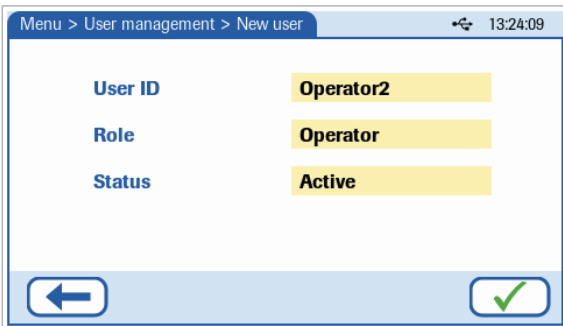 Menu > User management > New user 13:24:09
User ID Operator2
Role Operator
Status Active